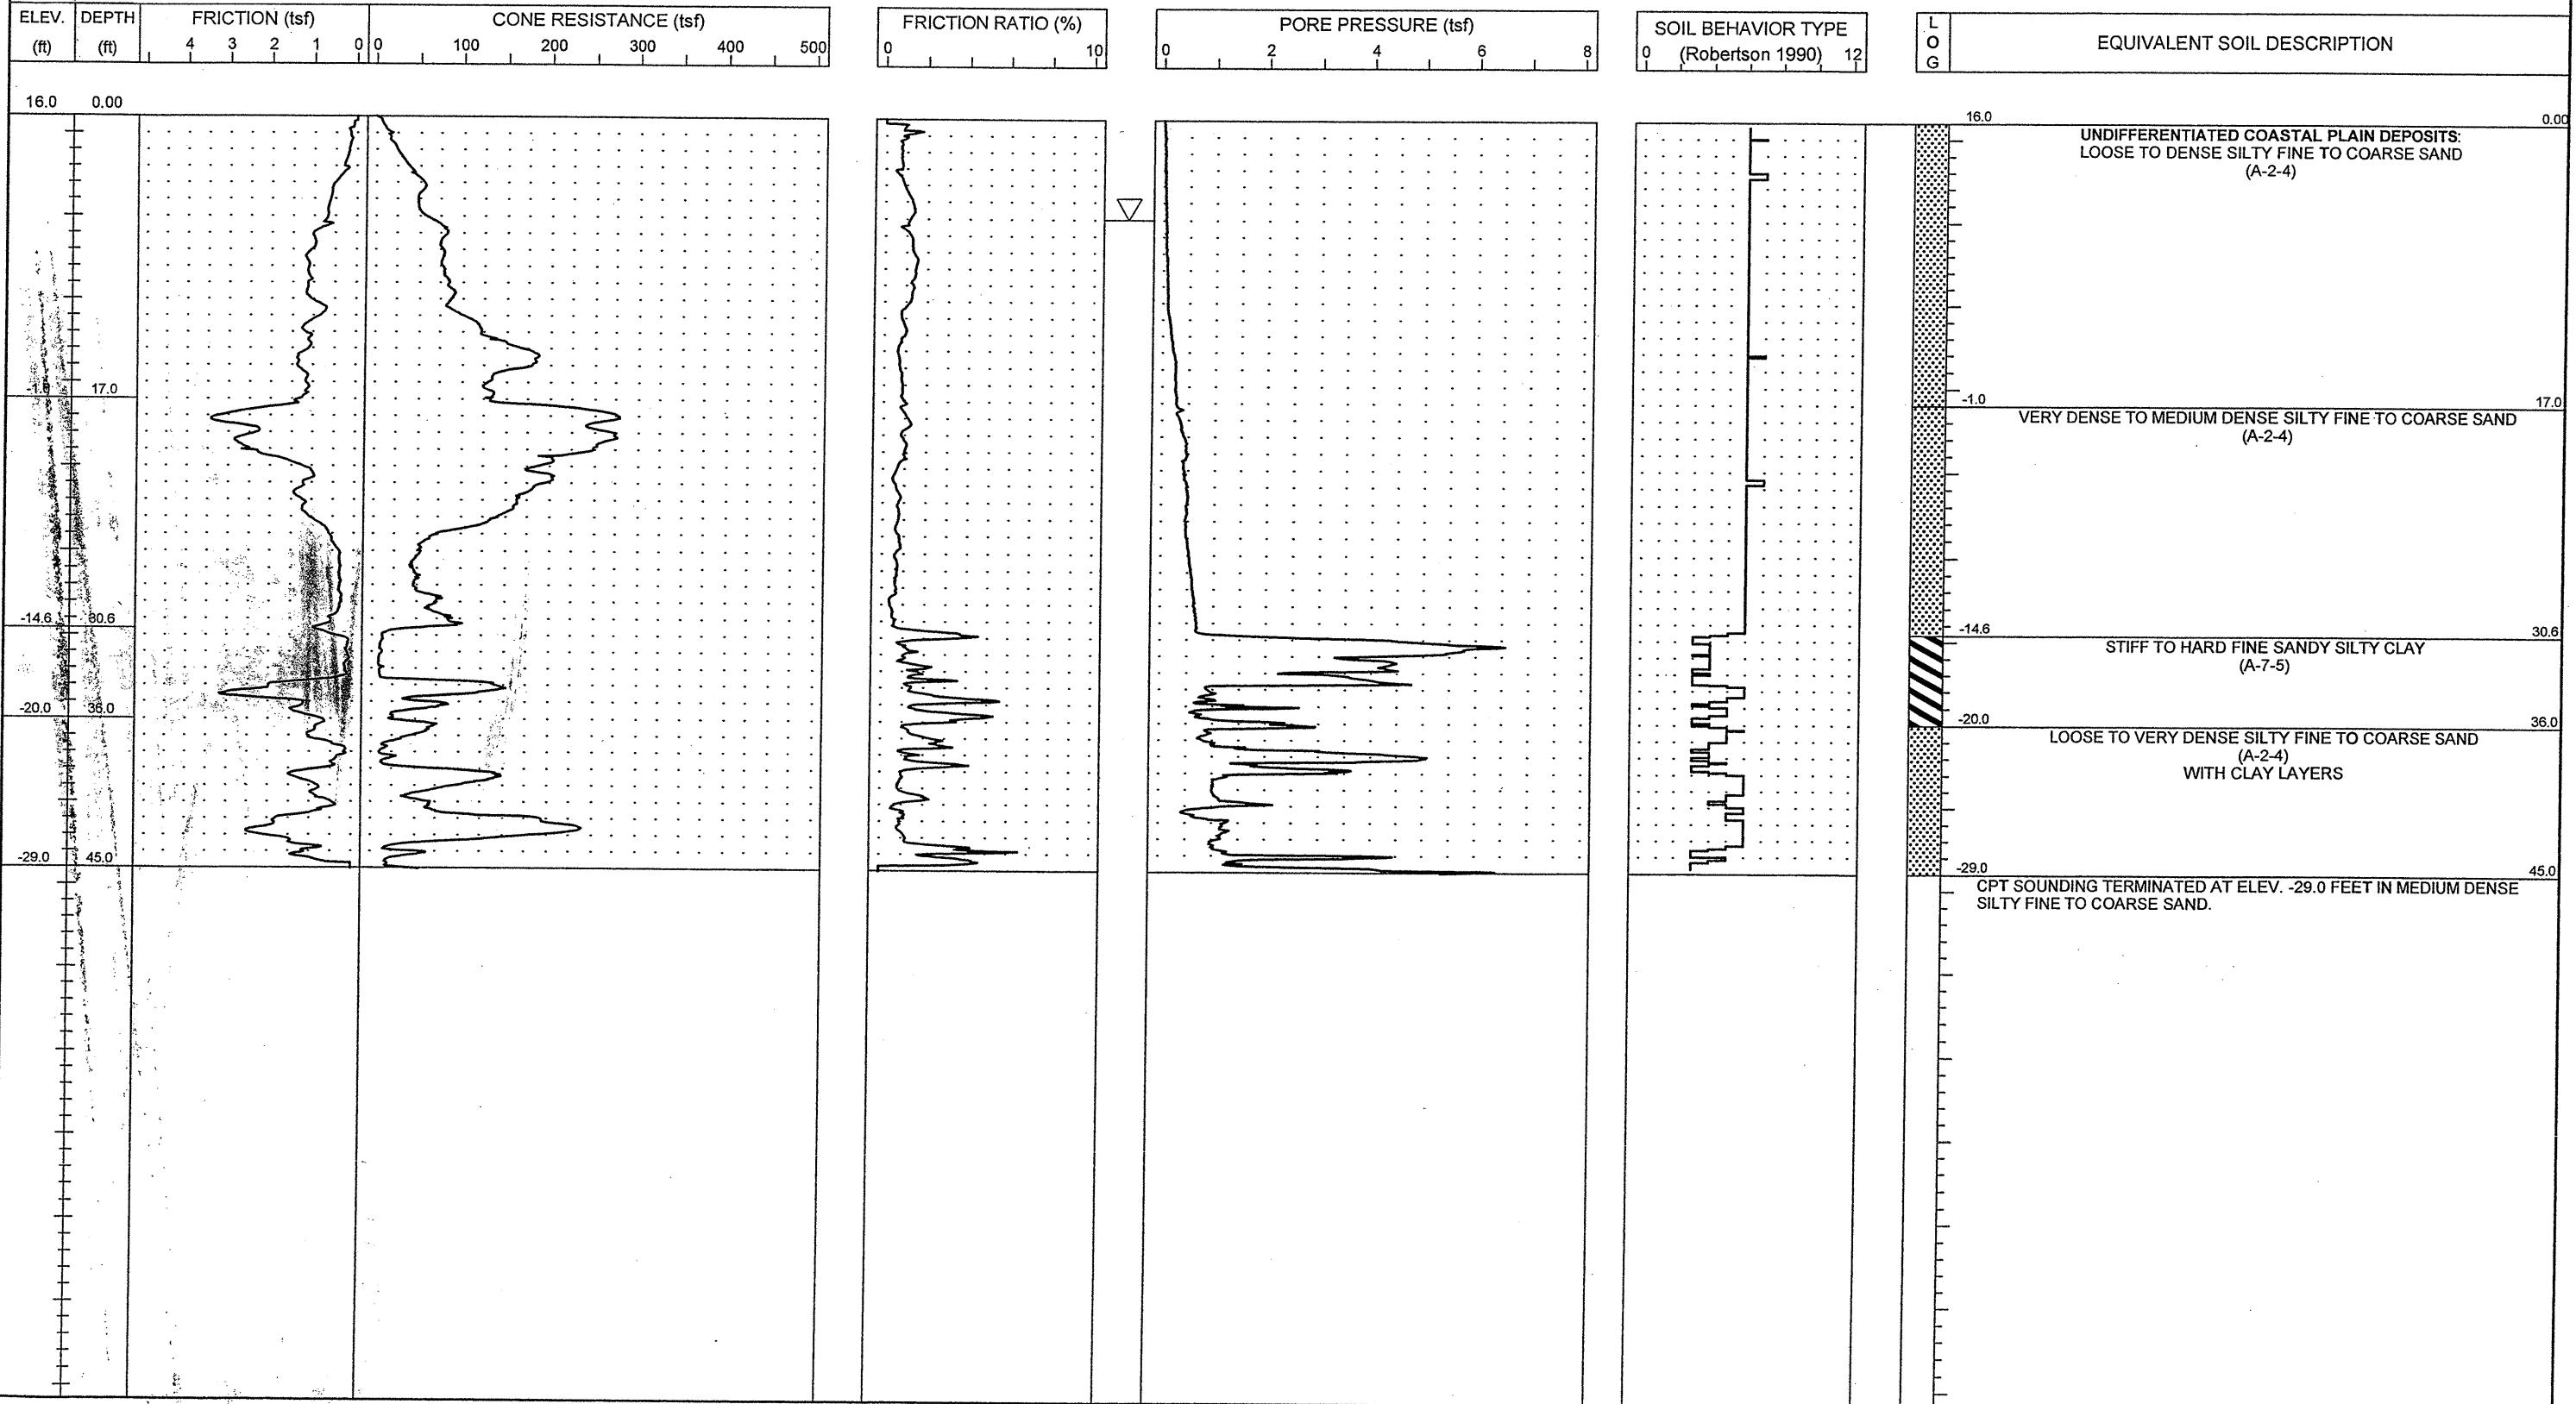 ELEV. DEPTH FRICTION (tsf) CONE RESISTANCE (tsf) FRICTION RATIO (%) PORE PRESSURE (tsf) SOIL BEHAVIOR TYPE LOG EQUIVALENT SOIL DESCRIPTION
(ft) (ft) 4 3 2 1 0 0 100 200 300 400 500 0 10 0 2 4 6 8 0 (Robertson 1990) 12
16.0 0.00
16.0 0.00
UNDIFFERENTIATED COASTAL PLAIN DEPOSITS:
LOOSE TO DENSE SILTY FINE TO COARSE SAND
(A-2-4)
-1.0 17.0
-1.0 17.0
VERY DENSE TO MEDIUM DENSE SILTY FINE TO COARSE SAND
(A-2-4)
-14.6 30.6
-14.6 30.6
STIFF TO HARD FINE SANDY SILTY CLAY
(A-7-5)
-20.0 36.0
-20.0 36.0
LOOSE TO VERY DENSE SILTY FINE TO COARSE SAND
(A-2-4)
WITH CLAY LAYERS
-29.0 45.0
-29.0 45.0
CPT SOUNDING TERMINATED AT ELEV. -29.0 FEET IN MEDIUM DENSE
SILTY FINE TO COARSE SAND.